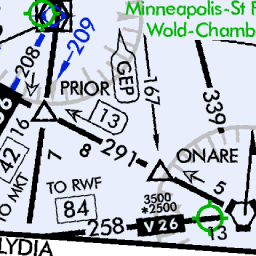 Minneapolis-St P
Wold-Chamb
K
209
208
GEP
167
339
PRIOR
13
16
42
TO MKT
7
8
291
ONARE
TO RWF
84
3500
*2500
5
258
V 26
13
LYDIA